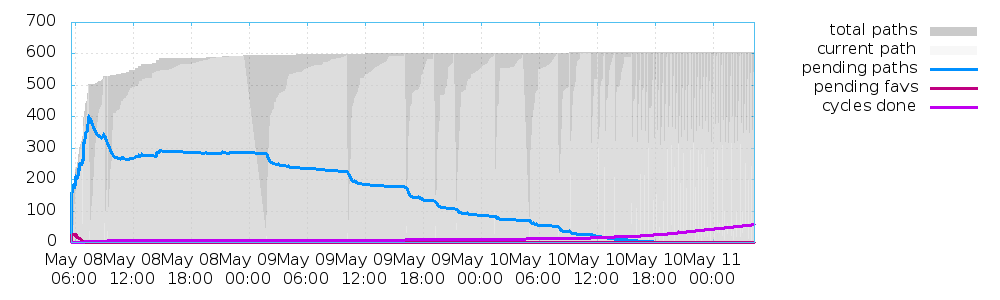 700
600
500
400
300
200
100
0
May 08 May 08 May 08 May 09 May 09 May 09 May 09 May 10 May 10 May 10 May 10 May 11
06:00 12:00 18:00 00:00 06:00 12:00 18:00 00:00 06:00 12:00 18:00 00:00
total paths
current path
pending paths
pending favs
cycles done